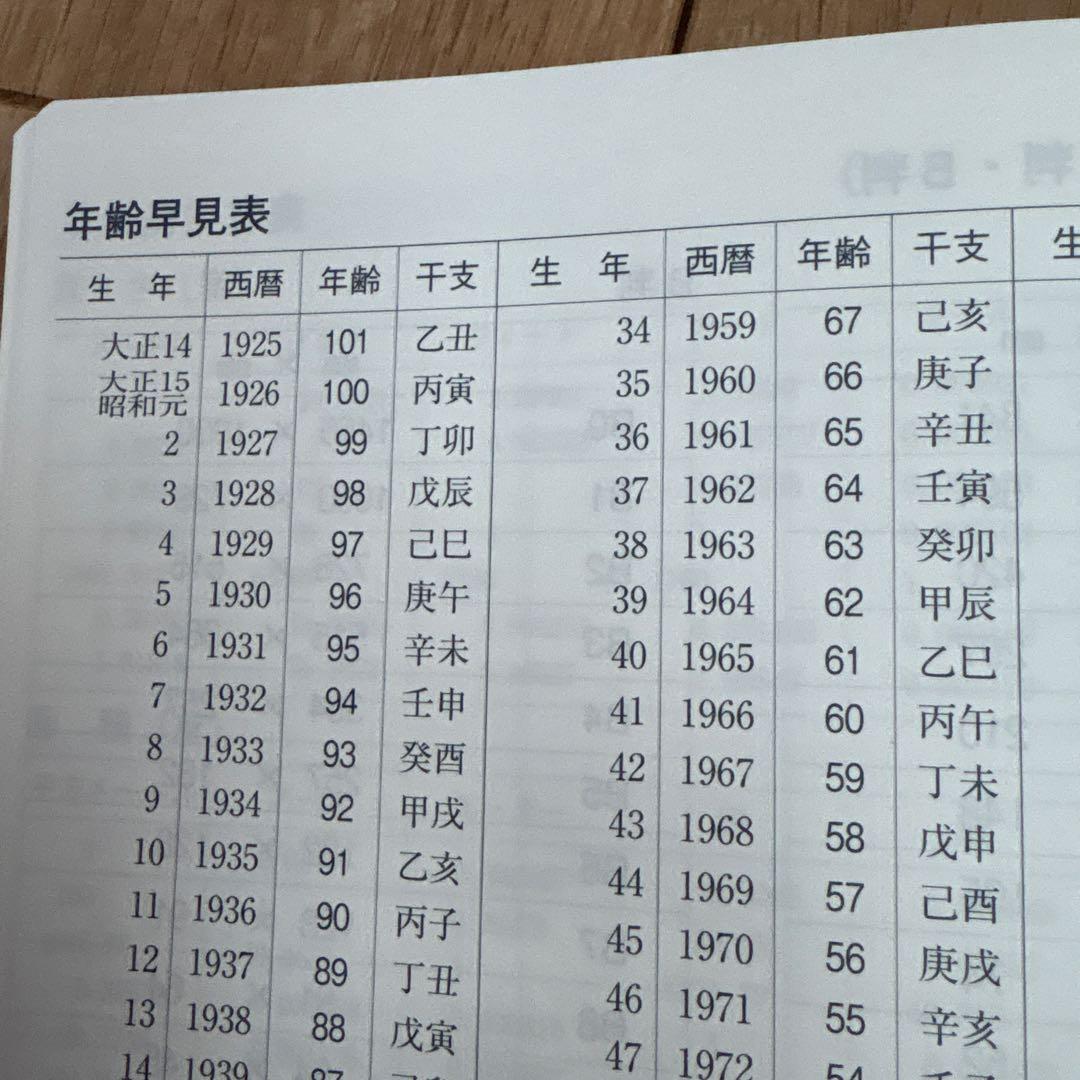 年齢早見表
生 年 西暦 年齢 干支 生 年 西暦 年齢 干支 生
大正14 1925 101 乙丑 34 1959 67 己亥
大正15
昭和元 1926 100 丙寅 35 1960 66 庚子
2 1927 99 丁卯 36 1961 65 辛丑
3 1928 98 戊辰 37 1962 64 壬寅
4 1929 97 己巳 38 1963 63 癸卯
5 1930 96 庚午 39 1964 62 甲辰
6 1931 95 辛未 40 1965 61 乙巳
7 1932 94 壬申 41 1966 60 丙午
8 1933 93 癸酉 42 1967 59 丁未
9 1934 92 甲戌 43 1968 58 戊申
10 1935 91 乙亥 44 1969 57 己酉
11 1936 90 丙子 45 1970 56 庚戌
12 1937 89 丁丑 46 1971 55 辛亥
13 1938 88 戊寅 47 1972 54
14 1939 87